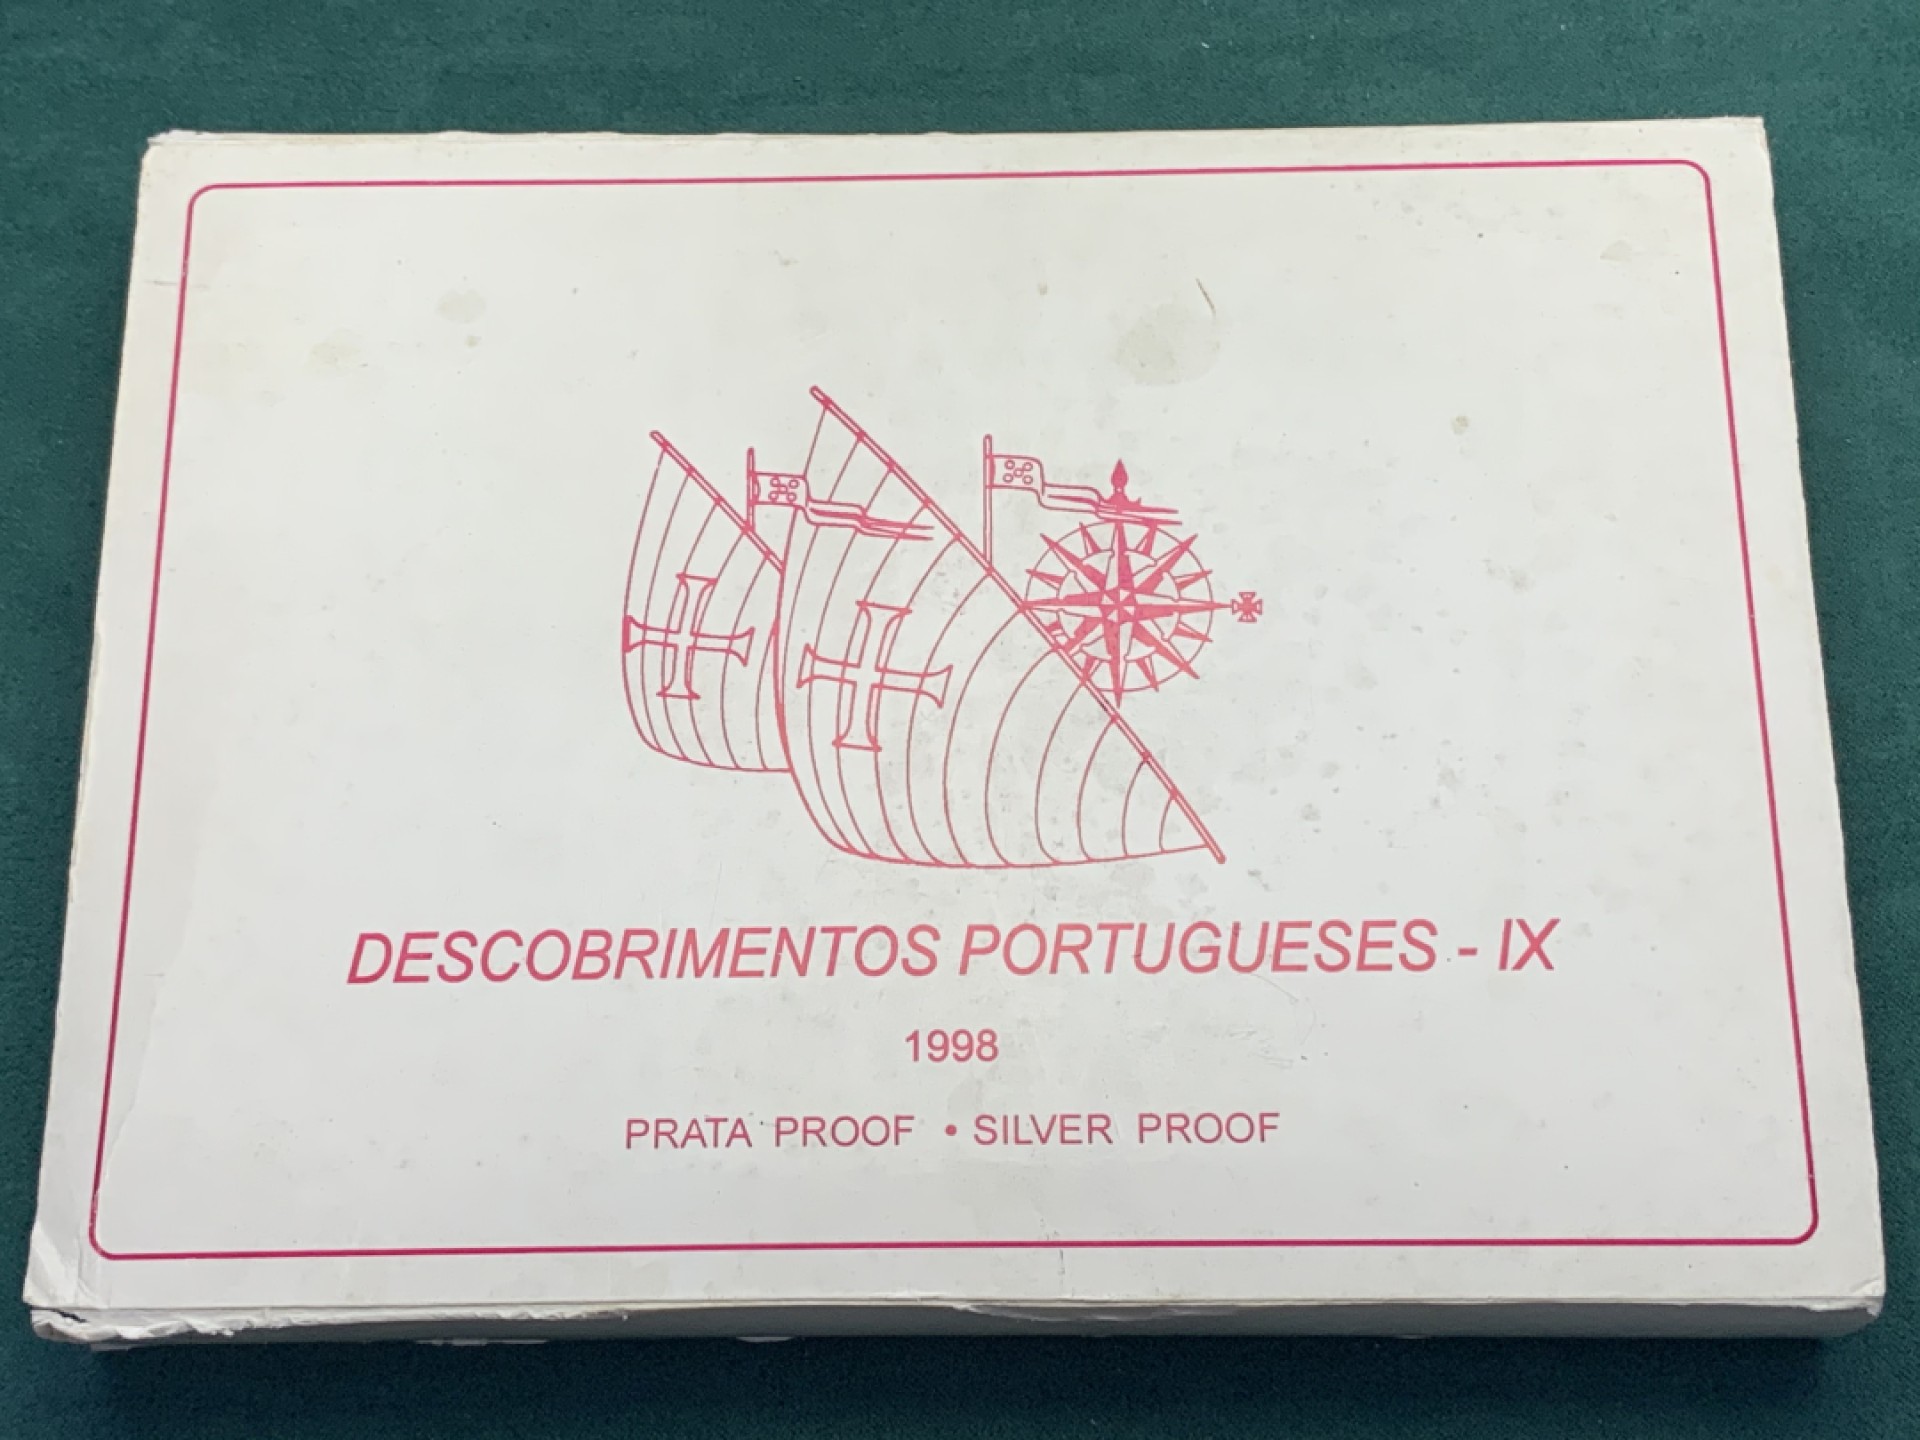 DESCOBRIMENTOS PORTUGUESES - IX
1998
PRATA PROOF • SILVER PROOF